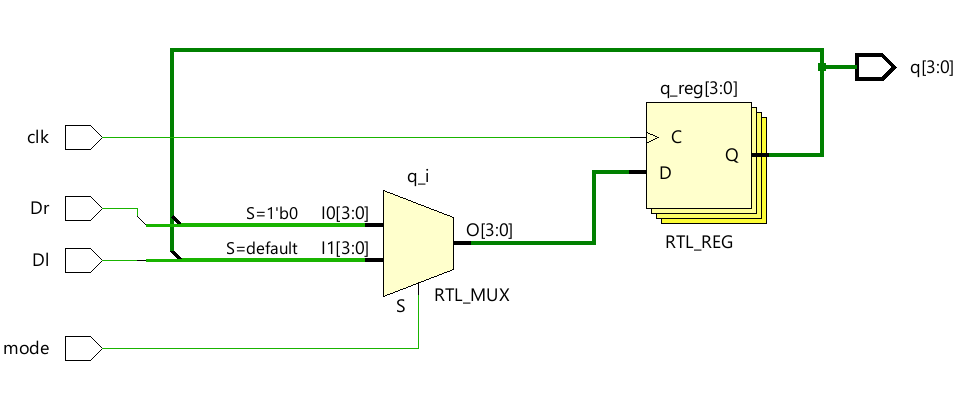 q[3:0]
q_reg[3:0]
clk
C
Q
D
q_i
Dr
S=1'b0
I0[3:0]
O[3:0]
RTL_REG
Dl
S=default
I1[3:0]
RTL_MUX
S
mode